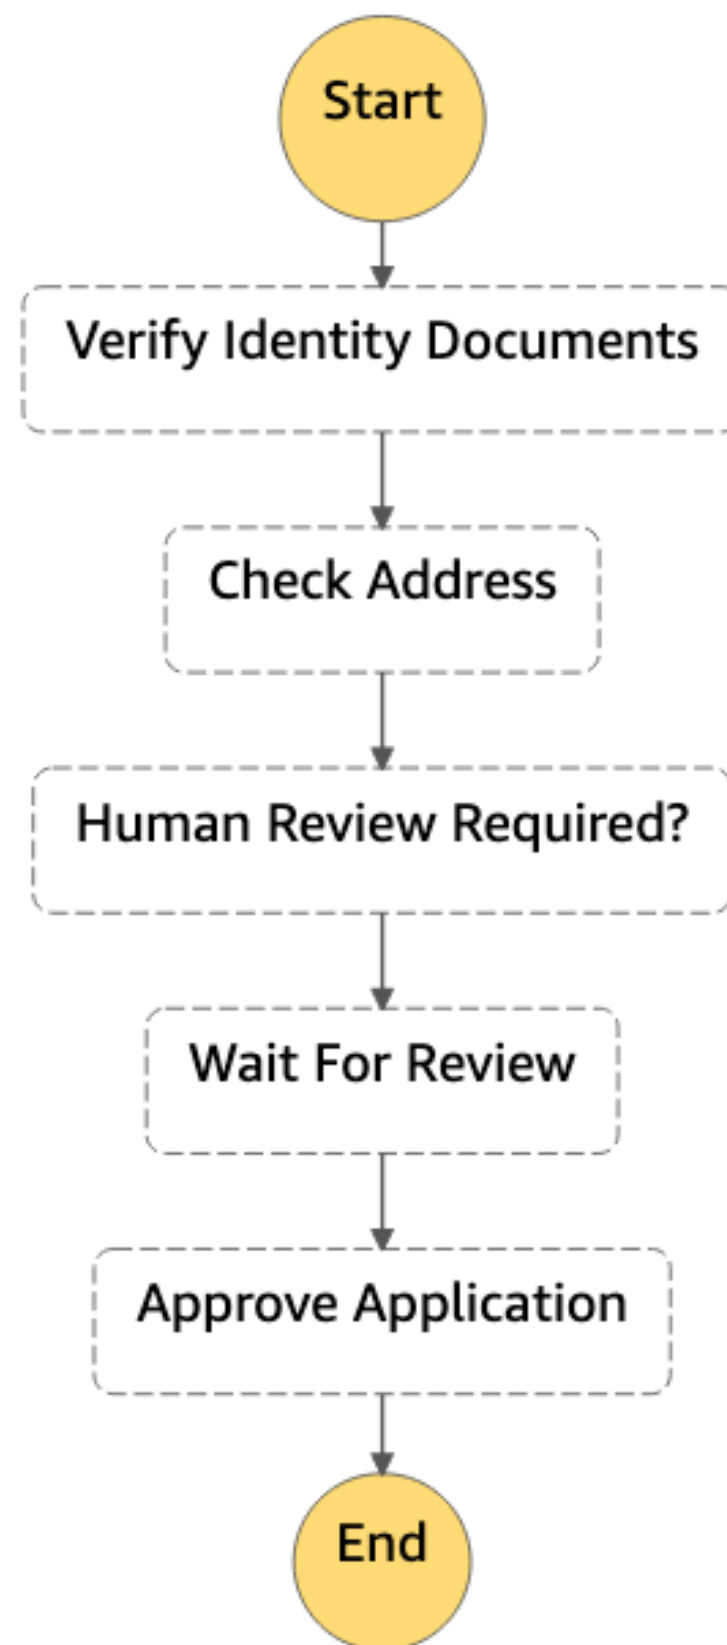 Start
Verify Identity Documents
Check Address
Human Review Required?
Wait For Review
Approve Application
End